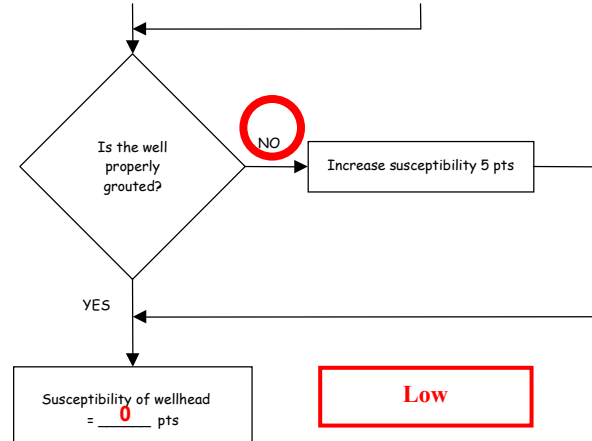 Is the well
properly
grouted?
NO
Increase susceptibility 5 pts
YES
Susceptibility of wellhead
= 0 pts
Low